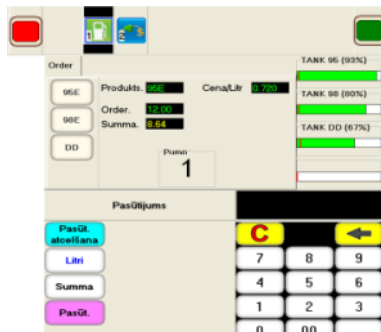 1 2 $
Order
TANK 95 (93%)
95E Produkts. 95E Cena/Litr 0.720
TANK 98 (80%)
98E Order. 12.00
Summa. 8.64
TANK DD (67%)
DD
Pump
1
Pasūtījums
Pasūt. atcelšana
C
Litri
7 8 9
Summa
4 5 6
Pasūt.
1 2 3
0 00